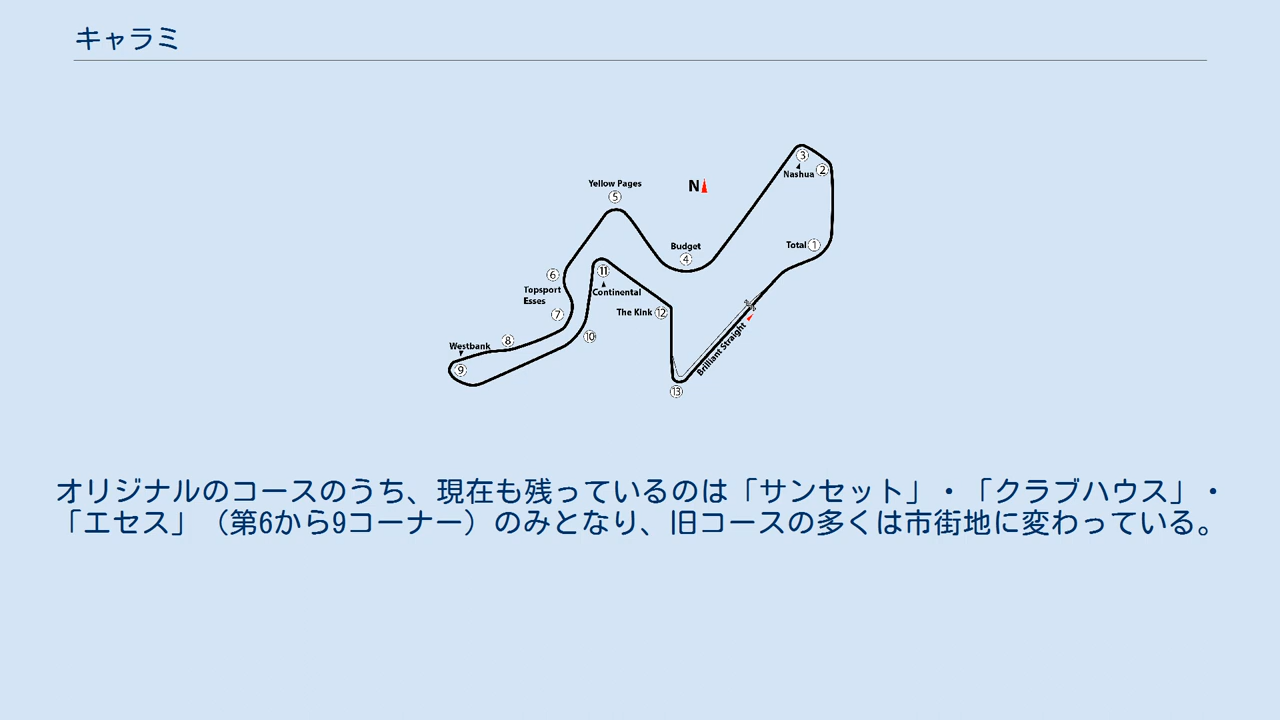 キャラミ
Yellow Pages
5
N
3
Nashua
2
Budget
4
Total 1
6
Topsport
Esses
7
11
Continental
The Kink 12
10
8
Westbank
9
Brilliant Straight
13
オリジナルのコースのうち、現在も残っているのは「サンセット」・「クラブハウス」・
「エセス」（第6から9コーナー）のみとなり、旧コースの多くは市街地に変わっている。